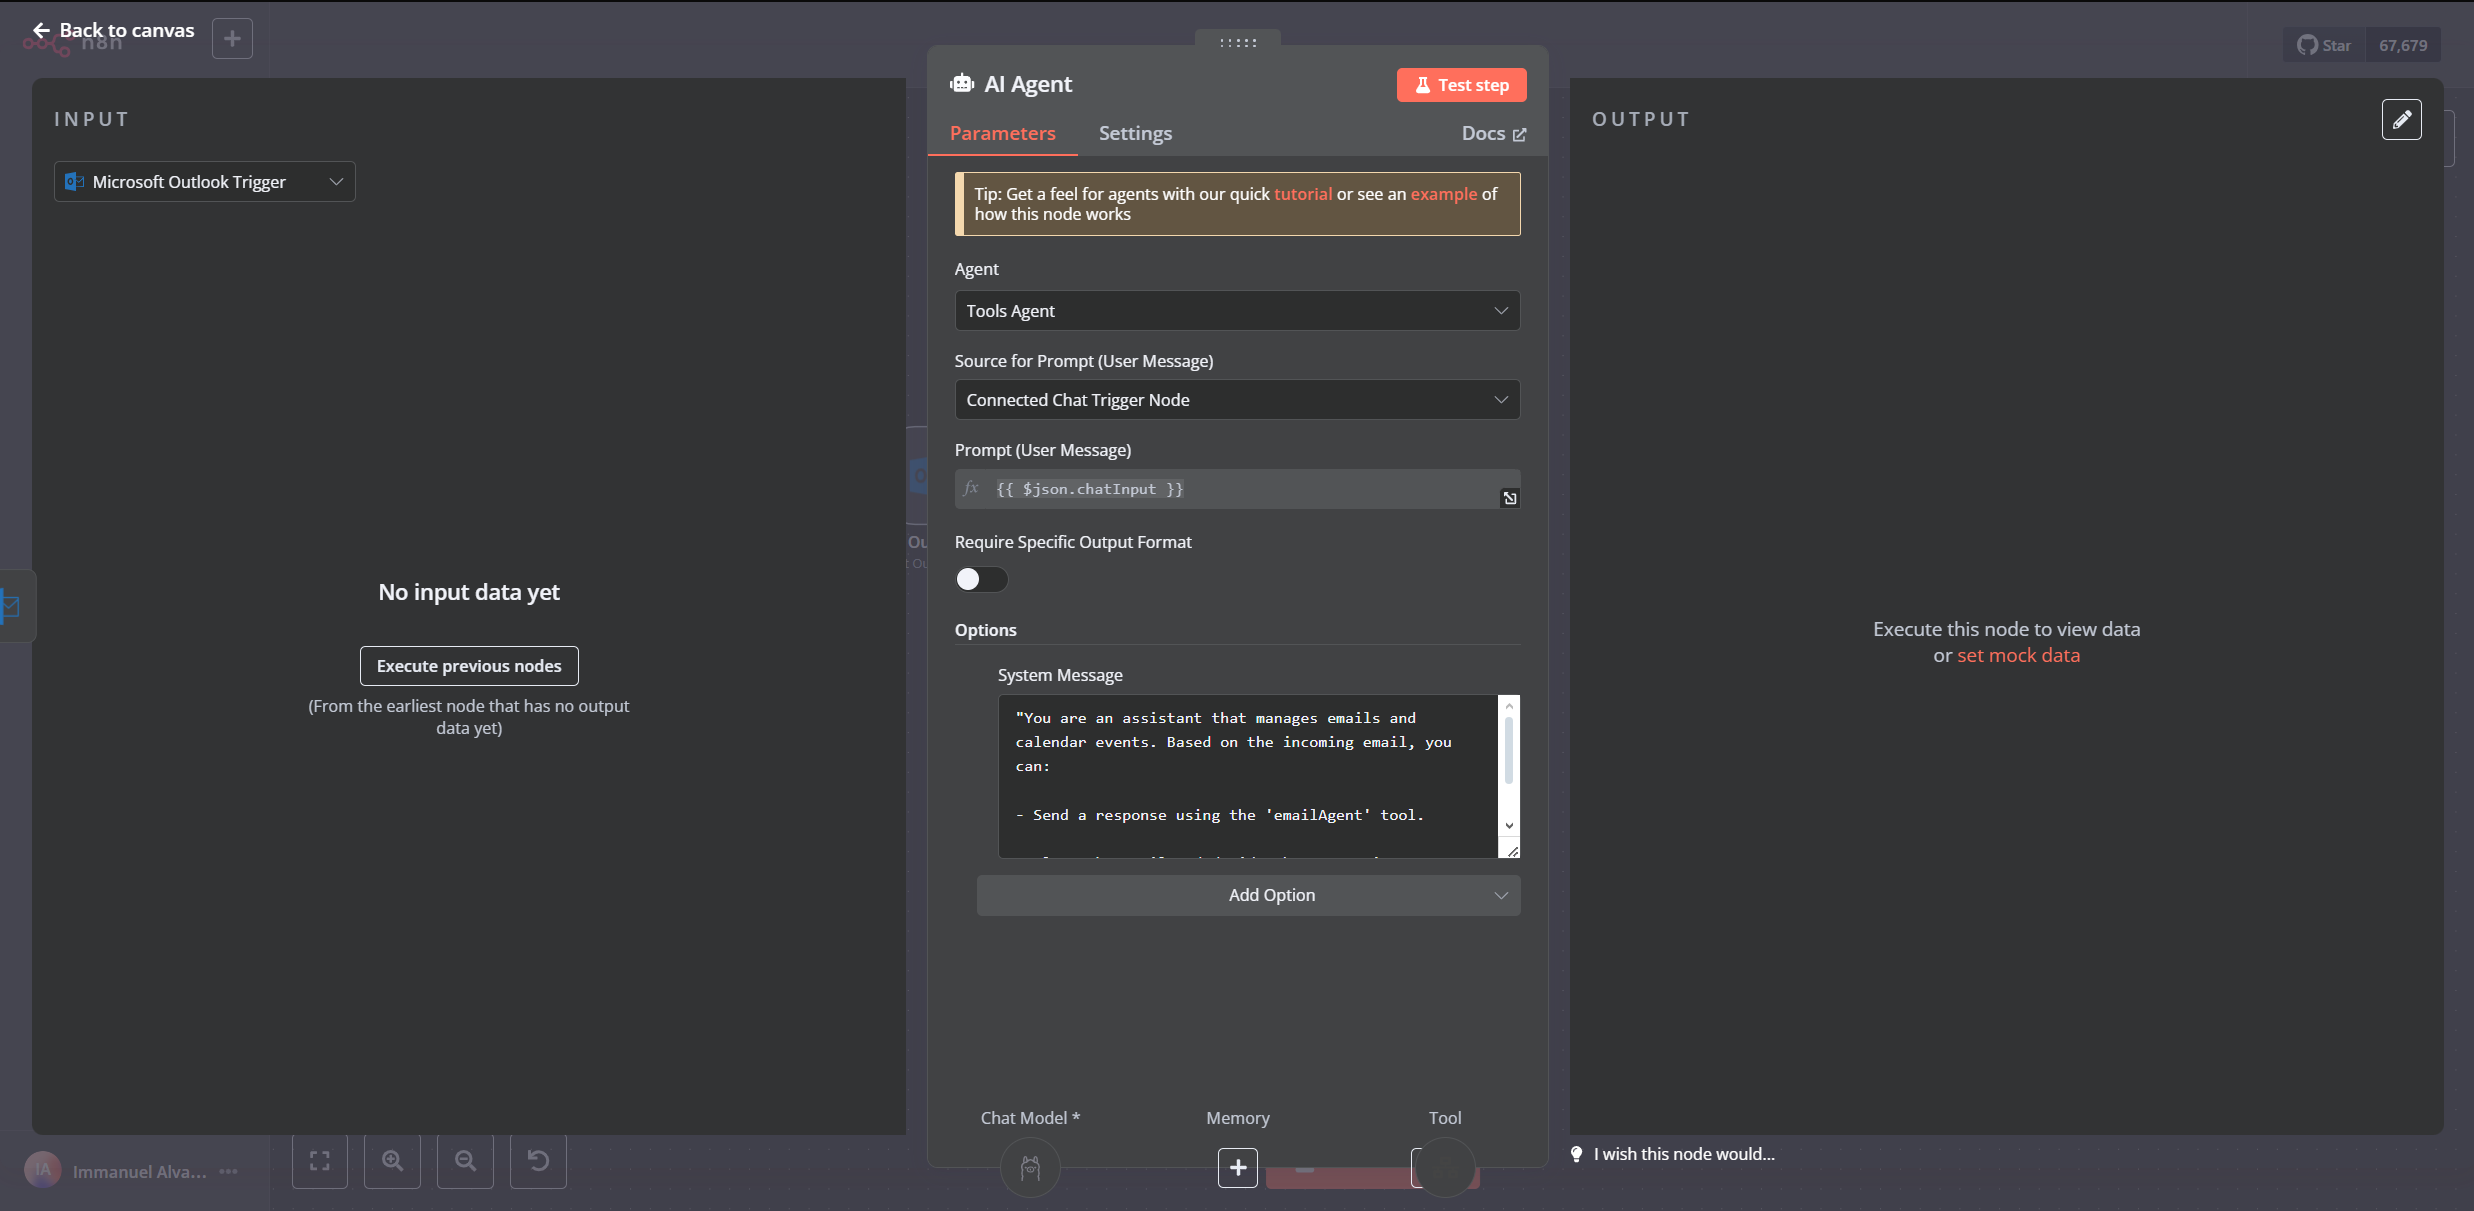 Back to canvas
n8n
Star 67,679
INPUT
Microsoft Outlook Trigger
No input data yet
Execute previous nodes
(From the earliest node that has no output
data yet)
AI Agent
Test step
Parameters
Settings
Docs
Tip: Get a feel for agents with our quick tutorial or see an example of
how this node works
Agent
Tools Agent
Source for Prompt (User Message)
Connected Chat Trigger Node
Prompt (User Message)
fx {{ $json.chatInput }}
Require Specific Output Format
Options
System Message
"You are an assistant that manages emails and
calendar events. Based on the incoming email, you
can:
- Send a response using the 'emailAgent' tool.
Add Option
Chat Model *
Memory
Tool
OUTPUT
Execute this node to view data
or set mock data
I wish this node would...
IA
Immanuel Alva...